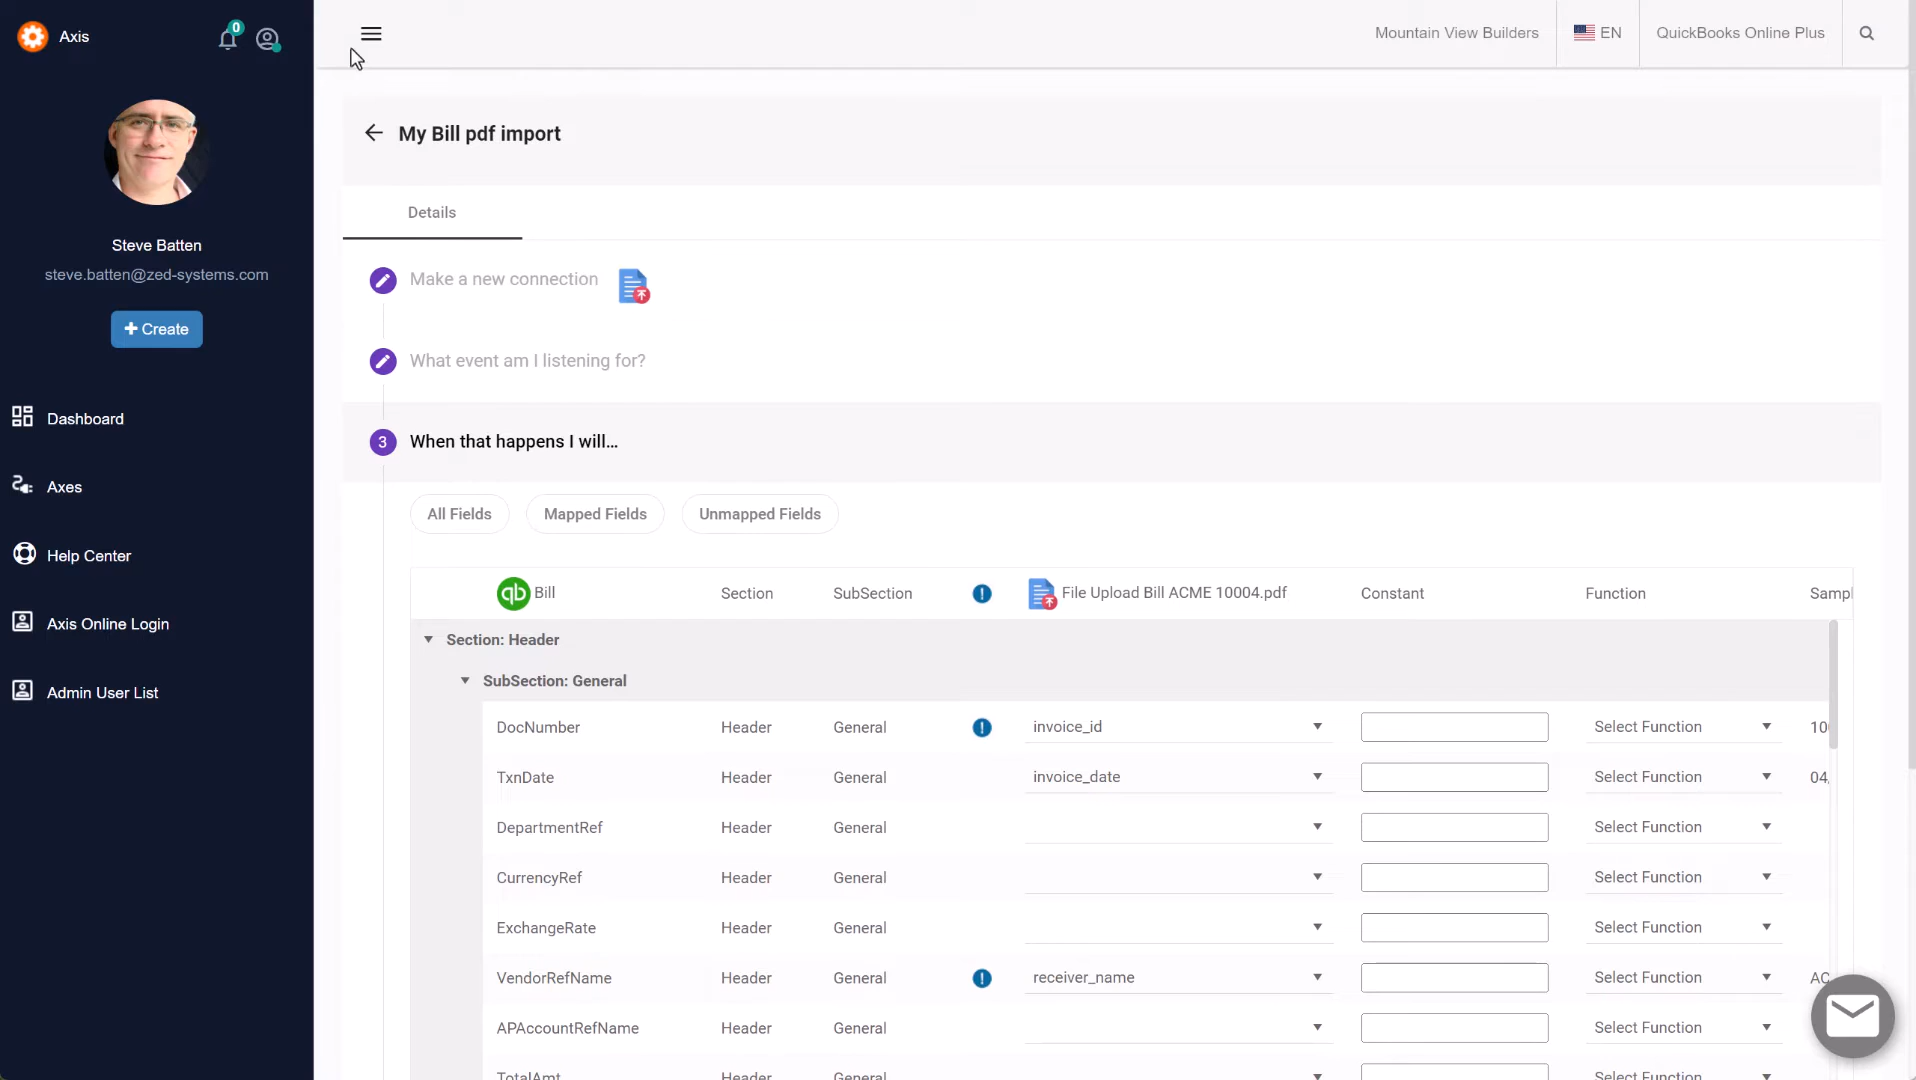 Axis
0
Steve Batten
steve.batten@zed-systems.com
+ Create
Dashboard
Axes
Help Center
Axis Online Login
Admin User List
Mountain View Builders
EN
QuickBooks Online Plus
My Bill pdf import
Details
Make a new connection
What event am I listening for?
3 When that happens I will...
All Fields Mapped Fields Unmapped Fields
qb Bill Section SubSection ! File Upload Bill ACME 10004.pdf Constant Function Sampl
Section: Header
SubSection: General
DocNumber Header General ! invoice_id Select Function 10
TxnDate Header General invoice_date Select Function 04,
DepartmentRef Header General Select Function
CurrencyRef Header General Select Function
ExchangeRate Header General Select Function
VendorRefName Header General ! receiver_name Select Function AC
APAccountRefName Header General Select Function
TotalAmt Header General Select Function